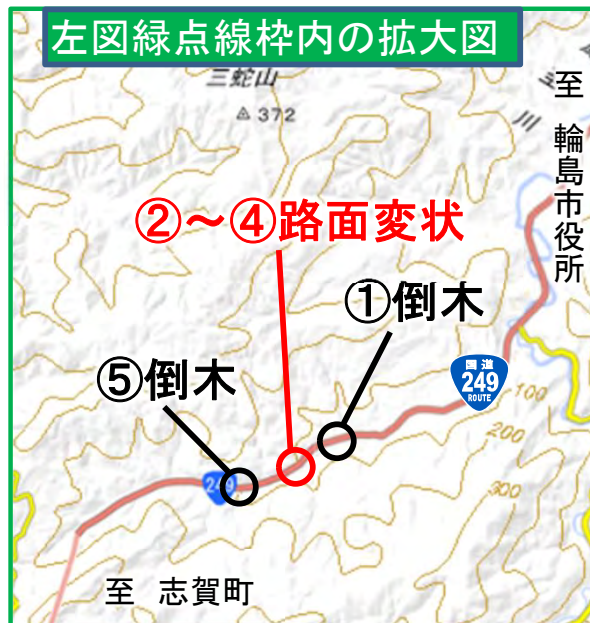 左図緑点線枠内の拡大図
三蛇山
372
川
至 輪島市役所
②～④路面変状
①倒木
国道
249
ROUTE
⑤倒木
100
200
300
249
至 志賀町